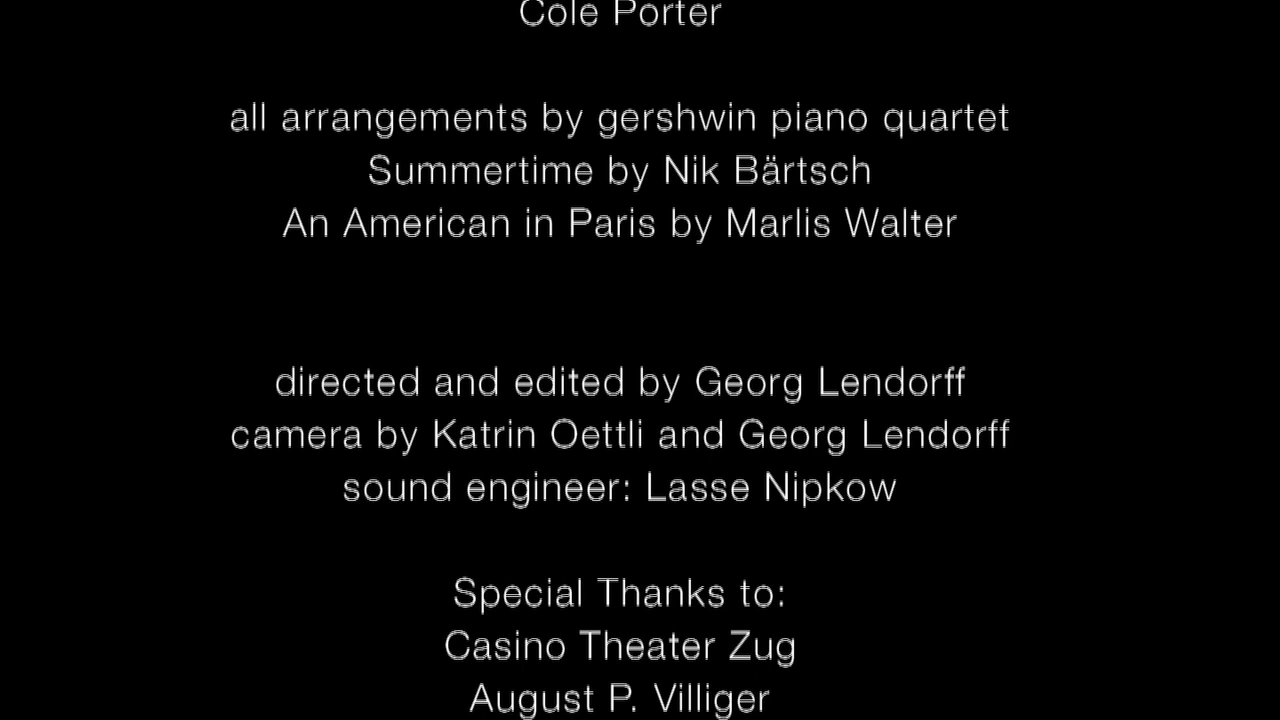 Cole Porter
all arrangements by gershwin piano quartet
Summertime by Nik Bärtsch
An American in Paris by Marlis Walter
directed and edited by Georg Lendorff
camera by Katrin Oettli and Georg Lendorff
sound engineer: Lasse Nipkow
Special Thanks to:
Casino Theater Zug
August P. Villiger